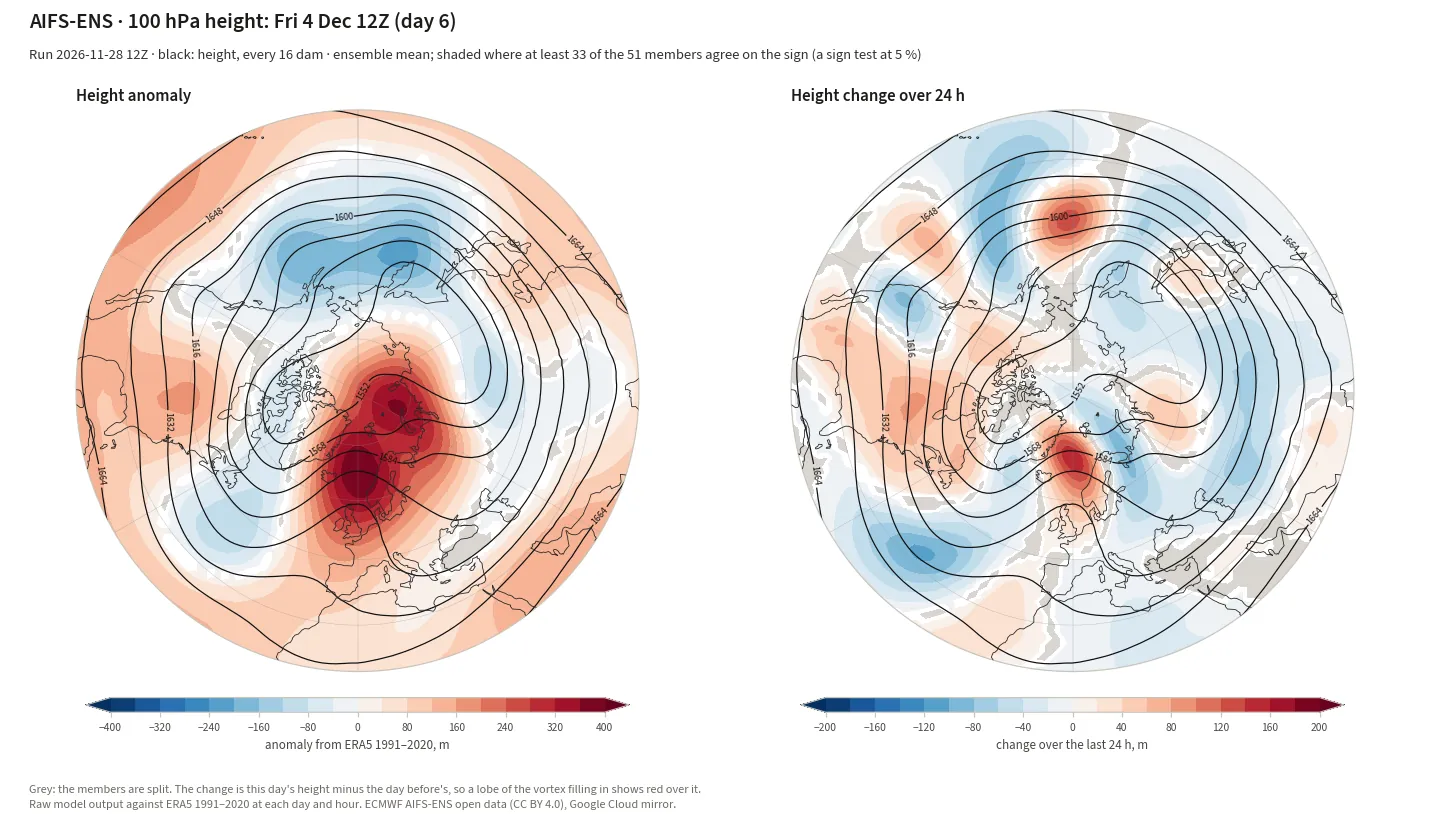 AIFS-ENS · 100 hPa height: Fri 4 Dec 12Z (day 6)
Run 2026-11-28 12Z · black: height, every 16 dam · ensemble mean; shaded where at least 33 of the 51 members agree on the sign (a sign test at 5 %)
Height anomaly
1648
1600
1664
1616
1632
1664
1552
1568
1584
1664
−400 −320 −240 −160 −80 0 80 160 240 320 400
anomaly from ERA5 1991–2020, m
Height change over 24 h
1648
1600
1664
1616
1632
1664
1552
1568
1584
1664
−200 −160 −120 −80 −40 0 40 80 120 160 200
change over the last 24 h, m
Grey: the members are split. The change is this day's height minus the day before's, so a lobe of the vortex filling in shows red over it.
Raw model output against ERA5 1991–2020 at each day and hour. ECMWF AIFS-ENS open data (CC BY 4.0), Google Cloud mirror.